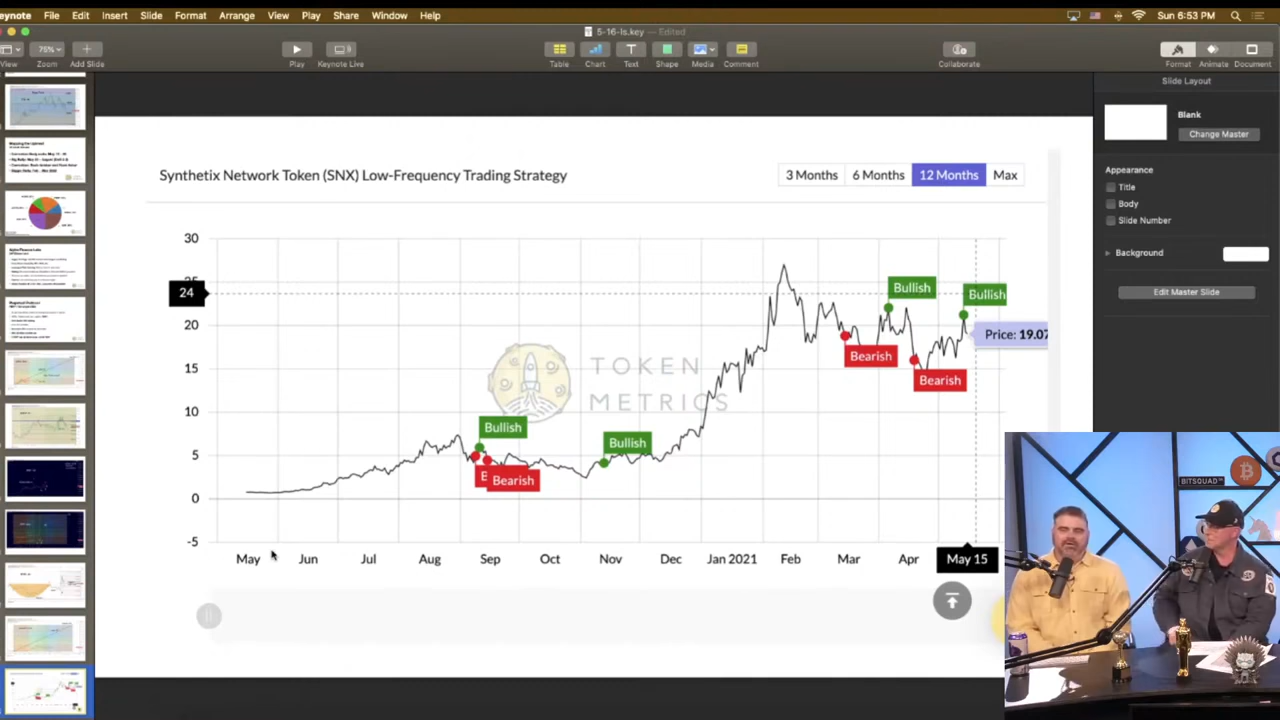 Keynote File Edit Insert Slide Format Arrange View Play Share Window Help Sun 6:53 PM
5-16-ls.key — Edited
View 75% Zoom Add Slide Play Keynote Live Table Chart Text Shape Media Comment Collaborate Format Animate Document
Slide Layout
Blank
Change Master
Appearance
Title
Body
Slide Number
Background
Edit Master Slide
Synthetix Network Token (SNX) Low-Frequency Trading Strategy
3 Months 6 Months 12 Months Max
30
24
20
15
10
5
0
-5
Bullish
Bullish
Price: 19.07
Bearish
Bearish
TOKEN
METRICS
Bullish
Bullish
B
Bearish
May Jun Jul Aug Sep Oct Nov Dec Jan 2021 Feb Mar Apr May 15
BITSQUAD™